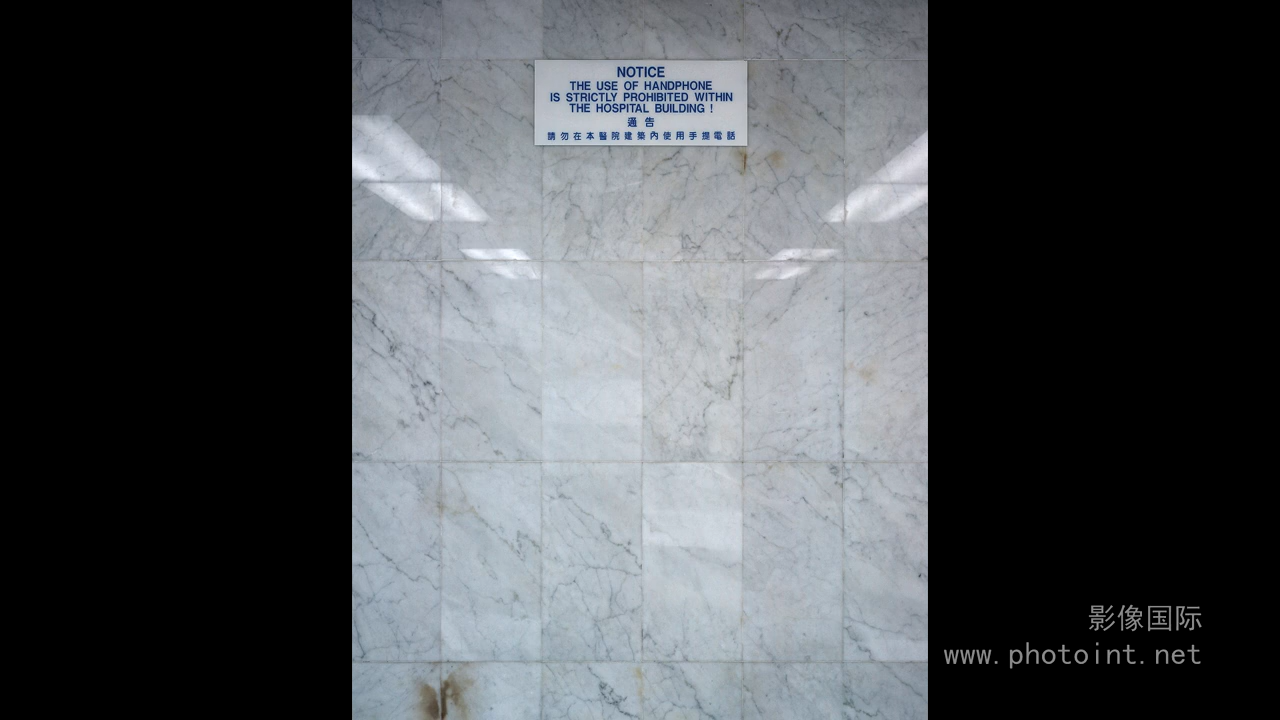 NOTICE
THE USE OF HANDPHONE
IS STRICTLY PROHIBITED WITHIN
THE HOSPITAL BUILDING !
通告
請勿在本醫院建築內使用手提電話
影像国际
www.photoint.net